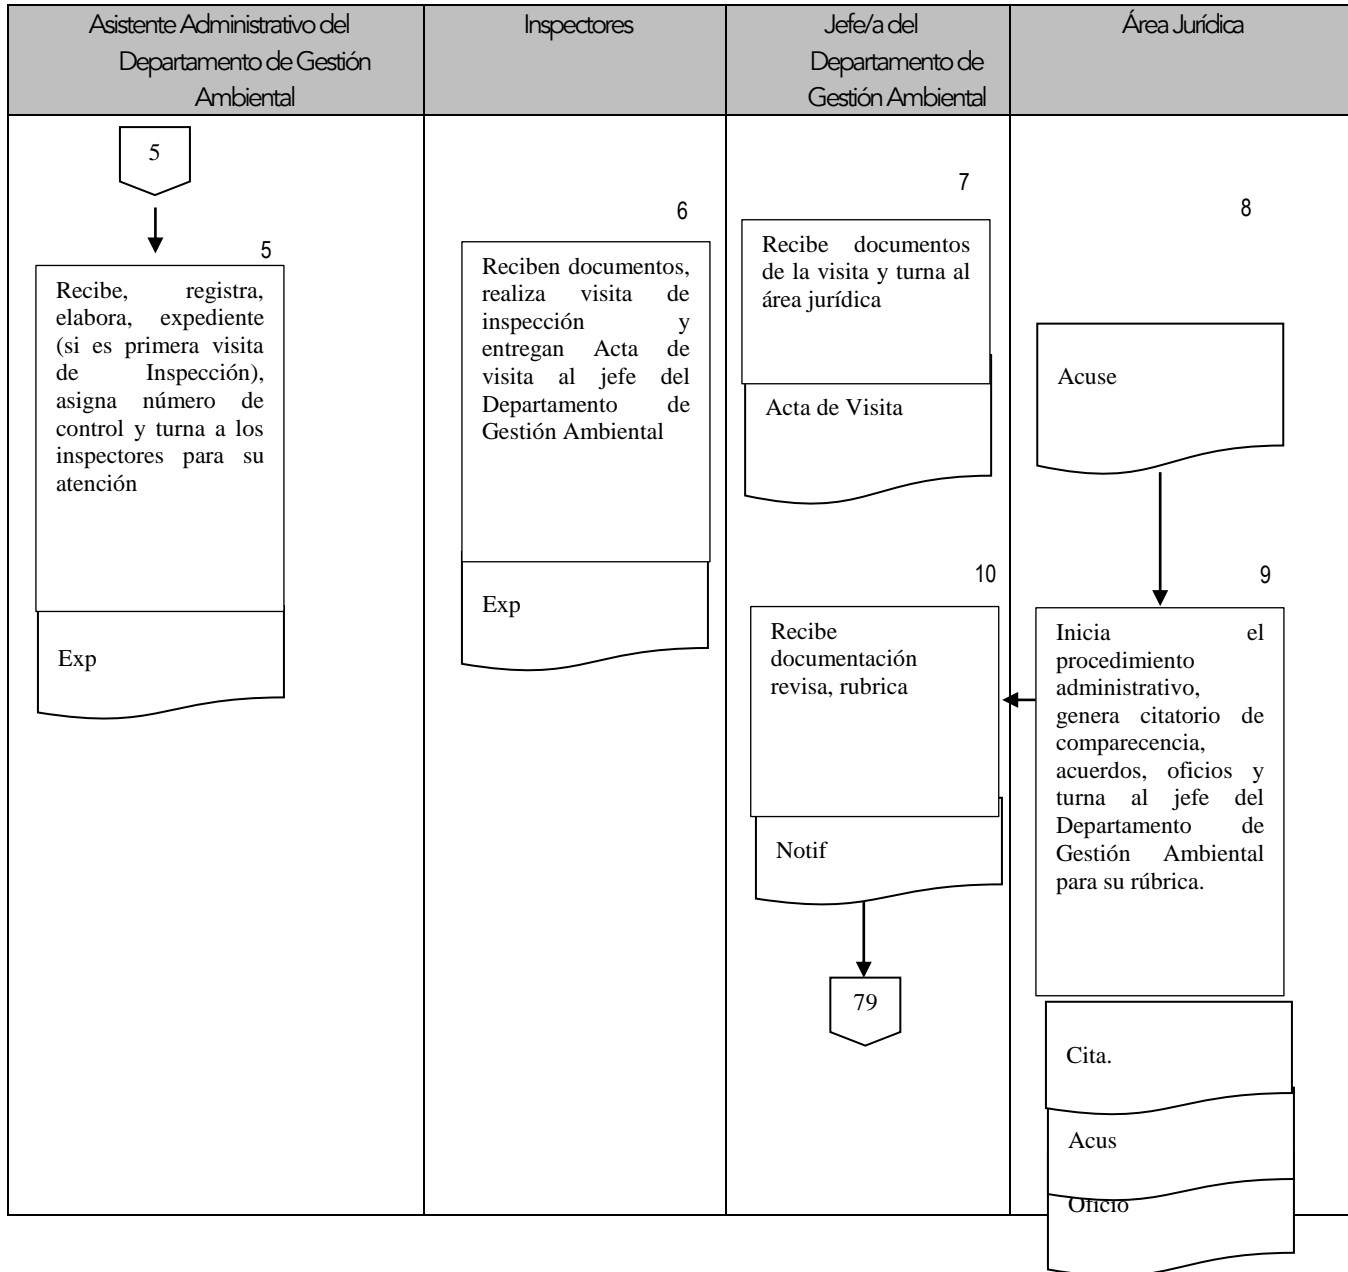 Asistente Administrativo del
Departamento de Gestión
Ambiental
Inspectores
Jefe/a del
Departamento de
Gestión Ambiental
Área Jurídica
5
5
Recibe, registra,
elabora, expediente
(si es primera visita
de Inspección),
asigna número de
control y turna a los
inspectores para su
atención
Exp
6
Reciben documentos,
realiza visita de
inspección y
entregan Acta de
visita al jefe del
Departamento de
Gestión Ambiental
Exp
7
Recibe documentos
de la visita y turna al
área jurídica
Acta de Visita
8
Acuse
9
Inicia el
procedimiento
administrativo,
genera citatorio de
comparecencia,
acuerdos, oficios y
turna al jefe del
Departamento de
Gestión Ambiental
para su rúbrica.
Cita.
Acus
Oficio
10
Recibe
documentación
revisa, rubrica
Notif
79